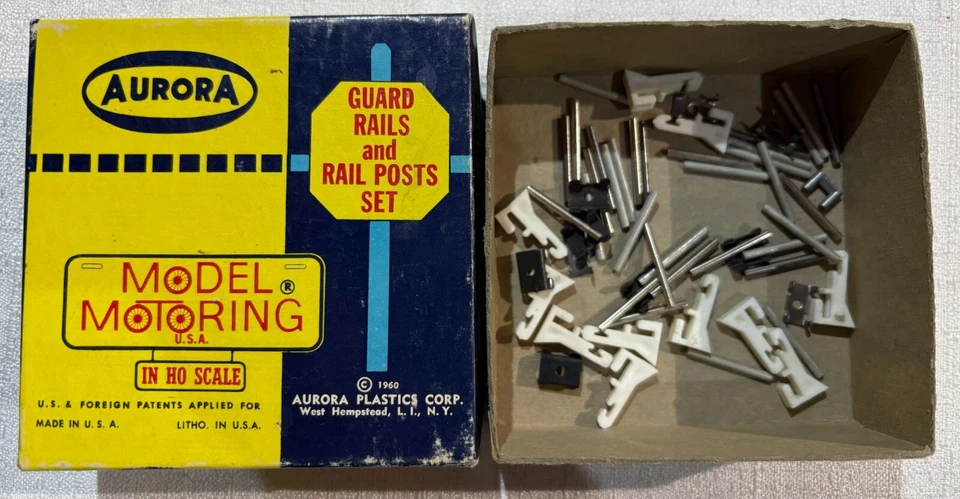 AURORA
GUARD
RAILS
and
RAIL POSTS
SET
MODEL ®
MOTORING
U.S.A.
IN HO SCALE
U.S. & FOREIGN PATENTS APPLIED FOR
MADE IN U.S.A. LITHO. IN U.S.A.
© 1960
AURORA PLASTICS CORP.
West Hempstead, L. I., N. Y.